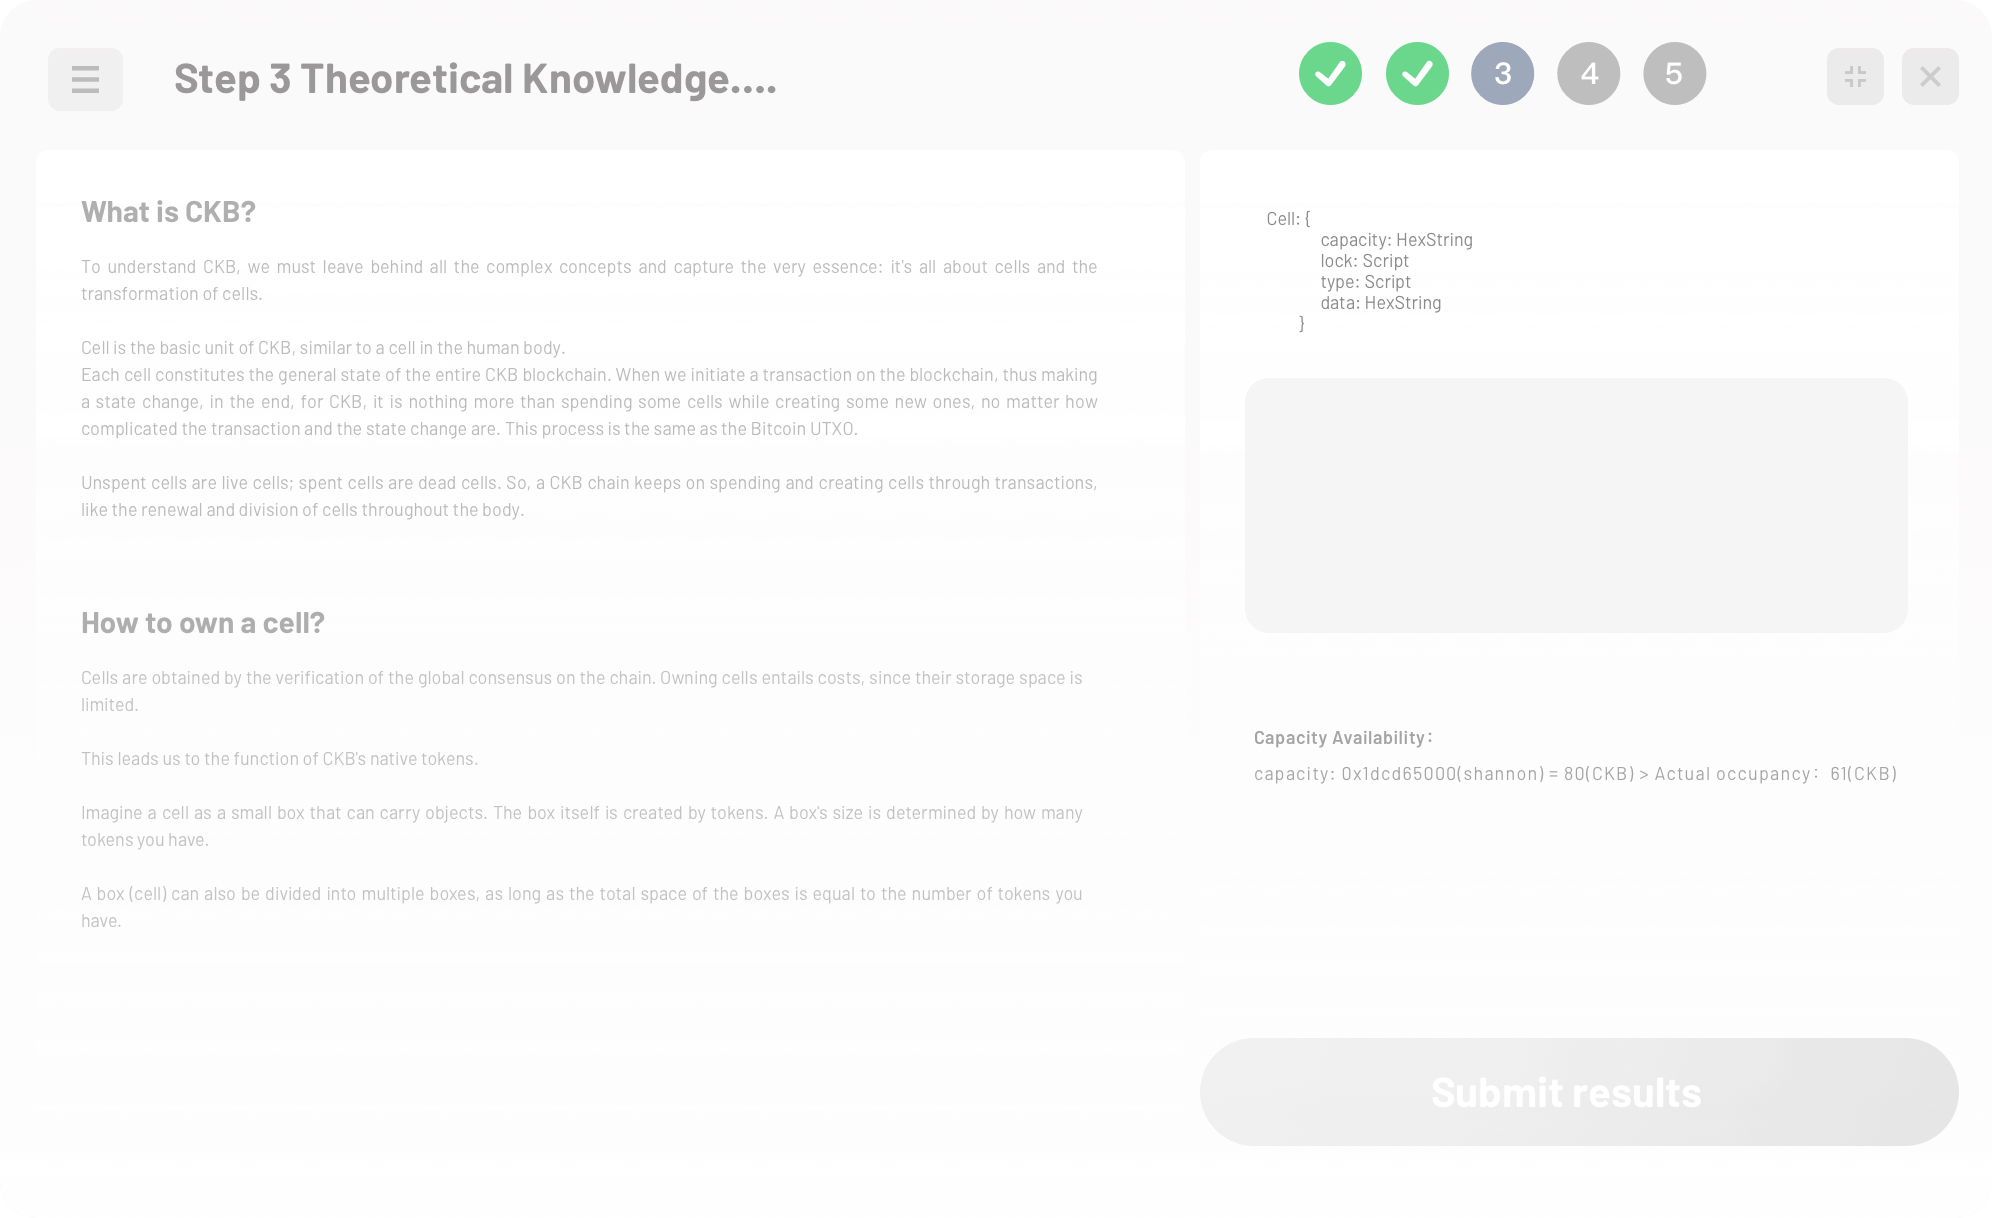 Step 3 Theoretical Knowledge....
3
4
5
What is CKB?
To understand CKB, we must leave behind all the complex concepts and capture the very essence: it's all about cells and the
transformation of cells.
Cell is the basic unit of CKB, similar to a cell in the human body.
Each cell constitutes the general state of the entire CKB blockchain. When we initiate a transaction on the blockchain, thus making
a state change, in the end, for CKB, it is nothing more than spending some cells while creating some new ones, no matter how
complicated the transaction and the state change are. This process is the same as the Bitcoin UTXO.
Unspent cells are live cells; spent cells are dead cells. So, a CKB chain keeps on spending and creating cells through transactions,
like the renewal and division of cells throughout the body.
How to own a cell?
Cells are obtained by the verification of the global consensus on the chain. Owning cells entails costs, since their storage space is
limited.
This leads us to the function of CKB's native tokens.
Imagine a cell as a small box that can carry objects. The box itself is created by tokens. A box's size is determined by how many
tokens you have.
A box (cell) can also be divided into multiple boxes, as long as the total space of the boxes is equal to the number of tokens you
have.
Cell: {
capacity: HexString
lock: Script
type: Script
data: HexString
}
Capacity Availability:
capacity: 0x1dcd65000(shannon) = 80(CKB) > Actual occupancy: 61(CKB)
Submit results